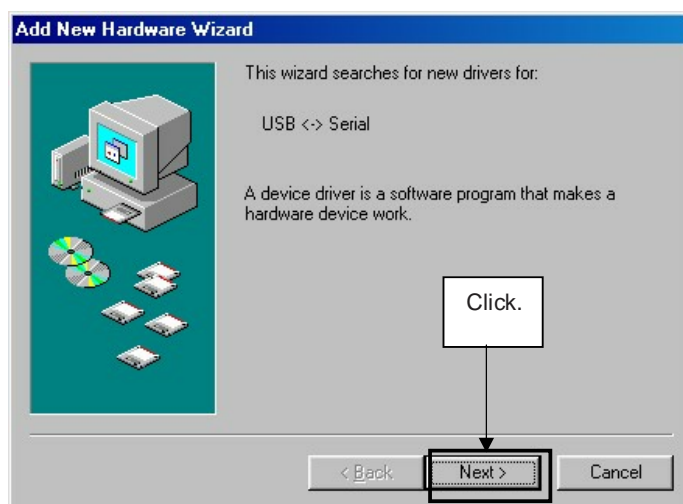 Add New Hardware Wizard
This wizard searches for new drivers for:
USB <-> Serial
A device driver is a software program that makes a
hardware device work.
Click.
< Back
Next >
Cancel